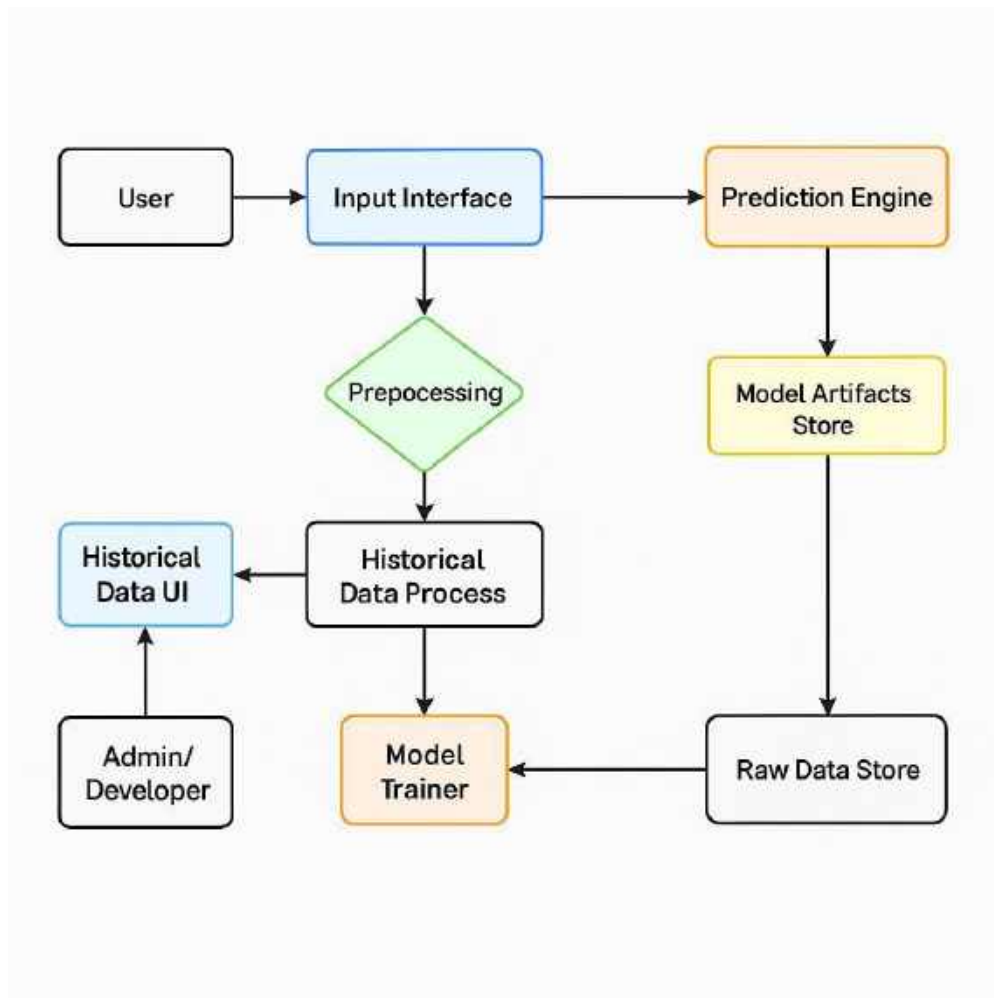 User
Input Interface
Prediction Engine
Prepocessing
Model Artifacts
Store
Historical
Data UI
Historical
Data Process
Admin/
Developer
Model
Trainer
Raw Data Store